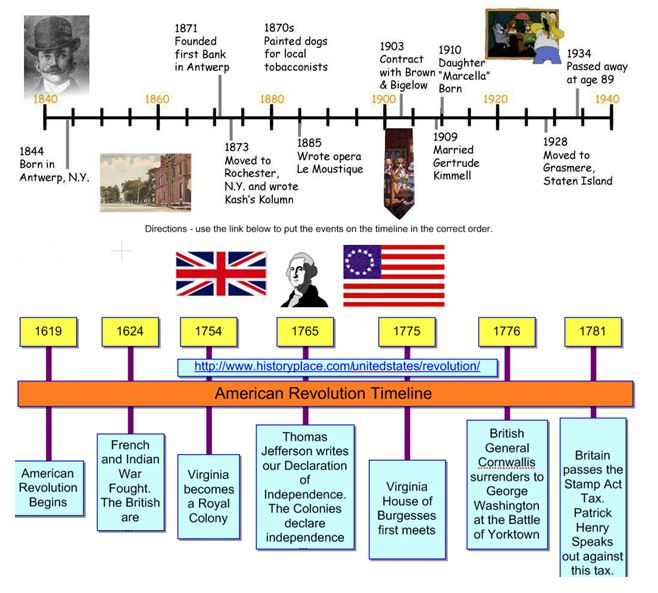 1871
Founded
first Bank
in Antwerp
1870s
Painted dogs
for local
tobacconists
1903
Contract
with Brown
& Bigelow
1910
Daughter
"Marcella"
Born
1934
Passed away
at age 89
1840
1860
1880
1900
1920
1940
1844
Born in
Antwerp, N.Y.
1873
Moved to
Rochester,
N.Y. and wrote
Kash's Kolumn
1885
Wrote opera
Le Moustique
1909
Married
Gertrude
Kimmell
1928
Moved to
Grasmere,
Staten Island
Directions - use the link below to put the events on the timeline in the correct order.
1619
1624
1754
1765
1775
1776
1781
http://www.historyplace.com/unitedstates/revolution/
American Revolution Timeline
American
Revolution
Begins
French
and Indian
War
Fought.
The British
are
...
Virginia
becomes
a Royal
Colony
Thomas
Jefferson writes
our Declaration
of
Independence.
The Colonies
declare
independence
...
Virginia
House of
Burgesses
first meets
British
General
Cornwallis
surrenders to
George
Washington
at the Battle
of Yorktown
Britain
passes the
Stamp Act
Tax.
Patrick
Henry
Speaks
out against
this tax.